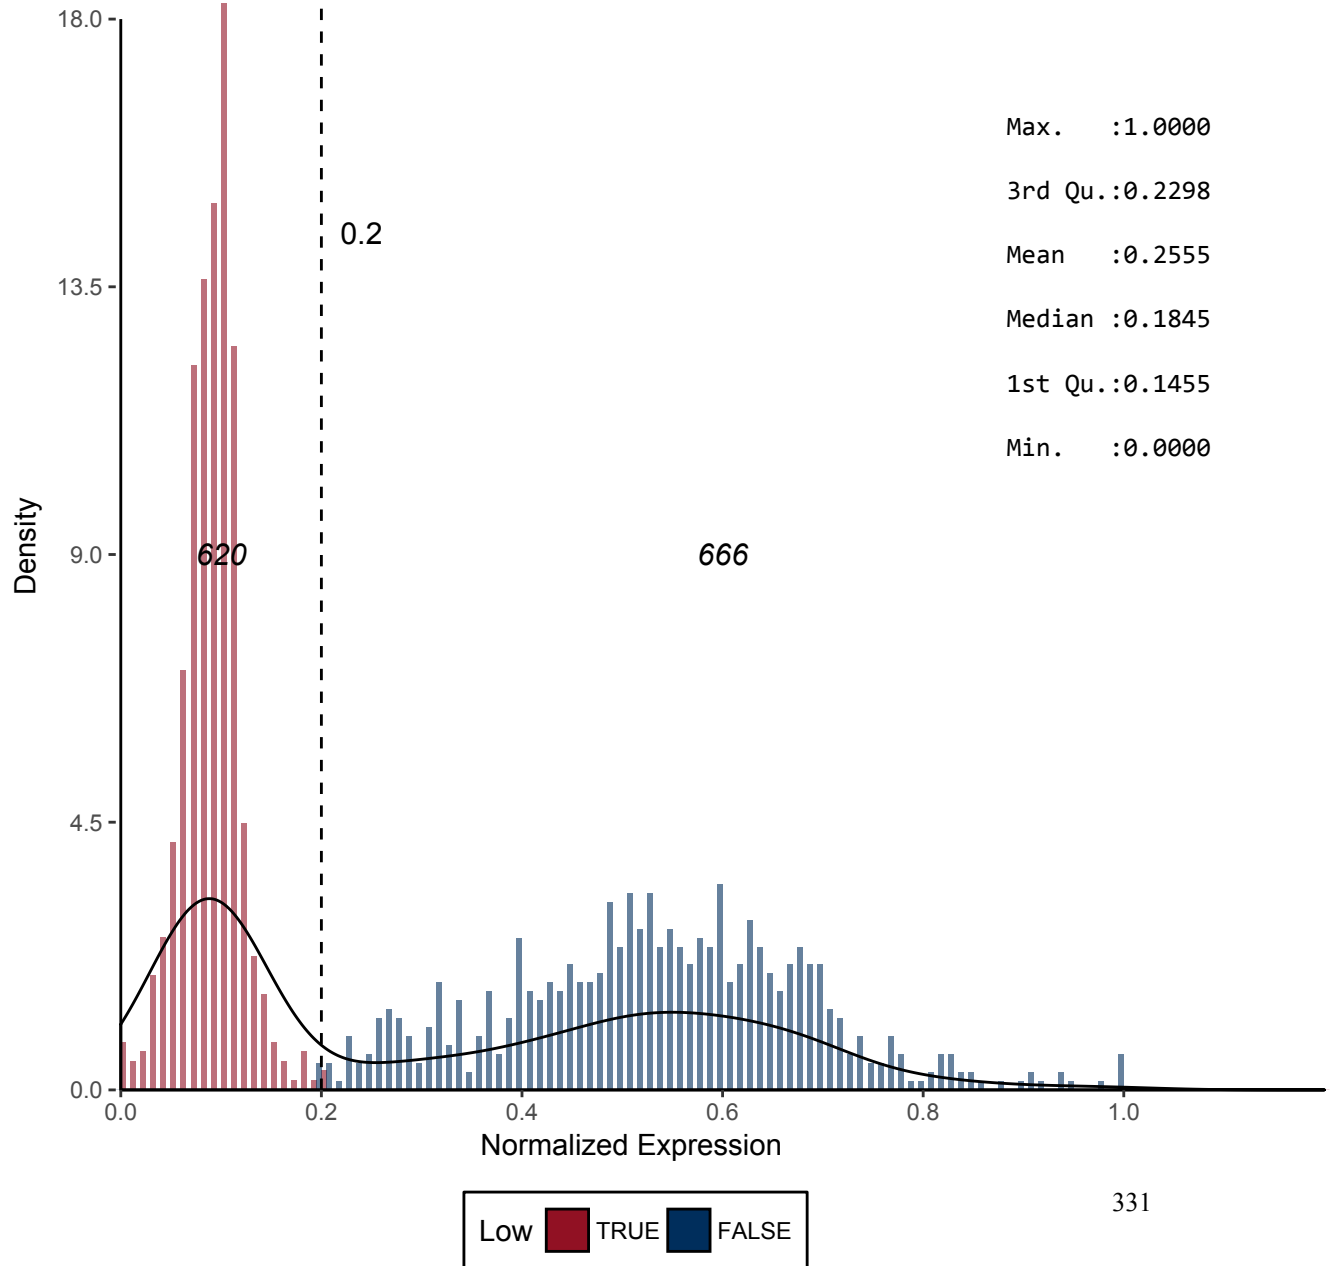 18.0
13.5
9.0
4.5
0.0
Density
0.2
620
666
Max. :1.0000
3rd Qu.:0.2298
Mean :0.2555
Median :0.1845
1st Qu.:0.1455
Min. :0.0000
0.0 0.2 0.4 0.6 0.8 1.0
Normalized Expression
331
Low TRUE FALSE